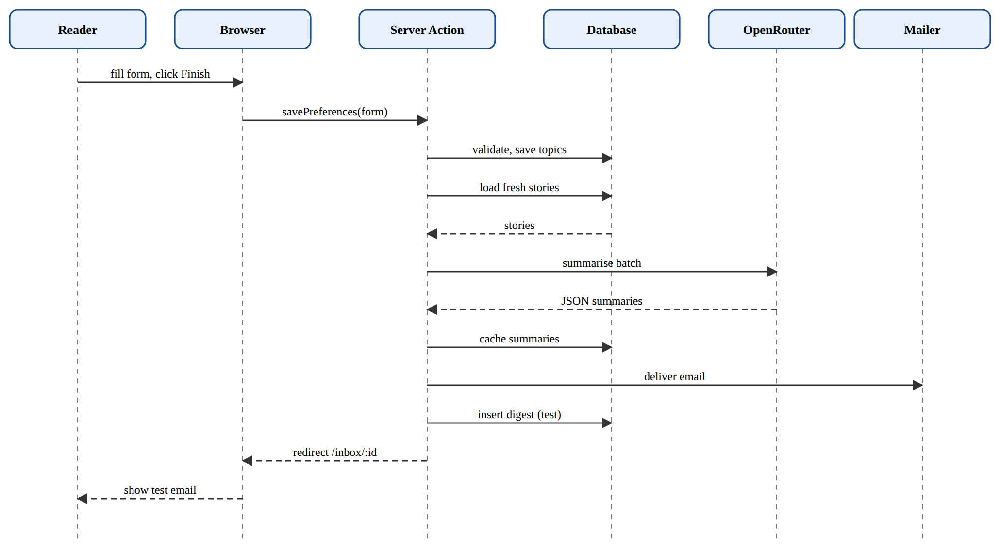 Reader
Browser
Server Action
Database
OpenRouter
Mailer
fill form, click Finish
savePreferences(form)
validate, save topics
load fresh stories
stories
summarise batch
JSON summaries
cache summaries
deliver email
insert digest (test)
redirect /inbox/:id
show test email